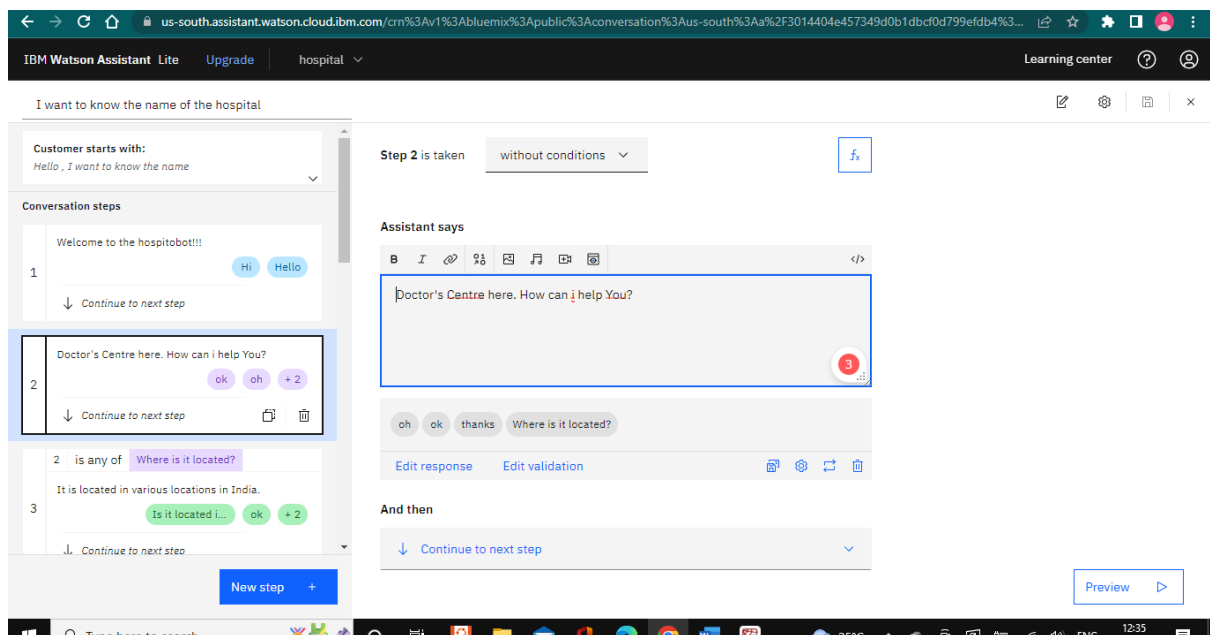 us-south.assistant.watson.cloud.ibm.com/crn%3Av1%3Abluemix%3Apublic%3Aconversation%3Aus-south%3Aa%2F3014404e457349d0b1dbcf0d799efdb4%3...
IBM Watson Assistant Lite Upgrade hospital Learning center
I want to know the name of the hospital
Customer starts with:
Hello , I want to know the name
Conversation steps
1
Welcome to the hospitobot!!!
Hi Hello
Continue to next step
2
Doctor's Centre here. How can i help You?
ok oh + 2
Continue to next step
3
2 is any of Where is it located?
It is located in various locations in India.
Is it located i... ok + 2
Continue to next step
New step +
Step 2 is taken without conditions fx
Assistant says
B I </>
Doctor's Centre here. How can i help You?
3
oh ok thanks Where is it located?
Edit response Edit validation
And then
Continue to next step
Preview
Type here to search
ENG 12:35